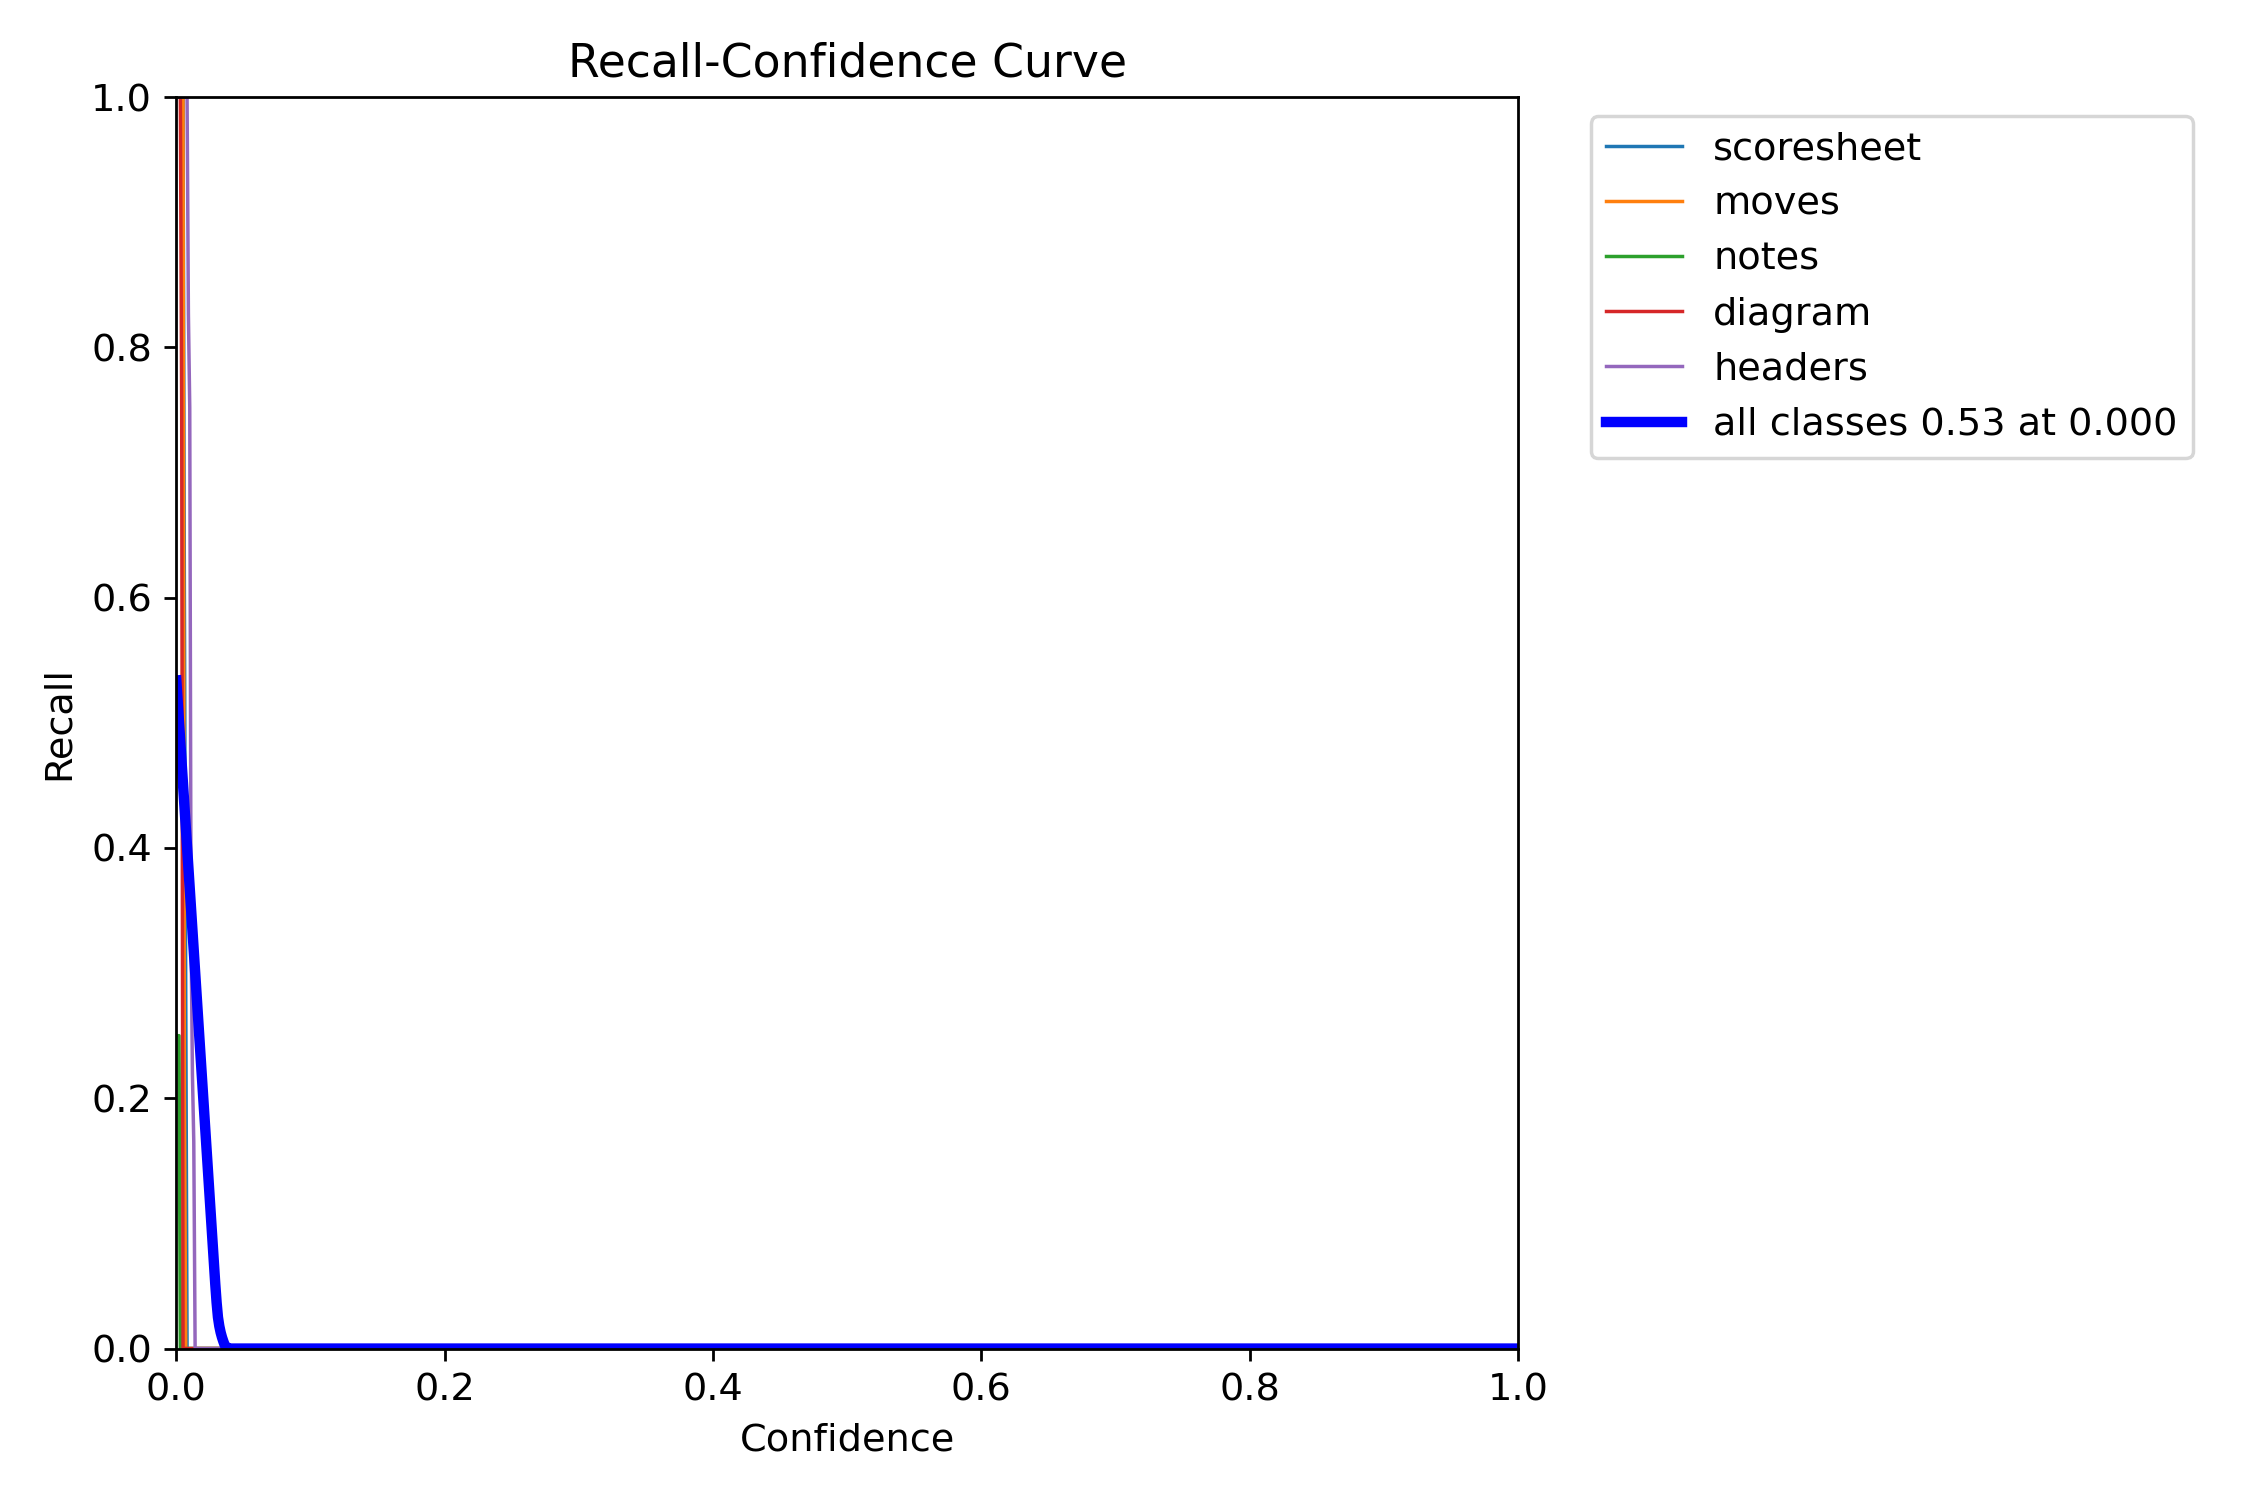 Recall-Confidence Curve
1.0
0.8
0.6
0.4
0.2
0.0
Recall
0.0 0.2 0.4 0.6 0.8 1.0
Confidence
scoresheet
moves
notes
diagram
headers
all classes 0.53 at 0.000